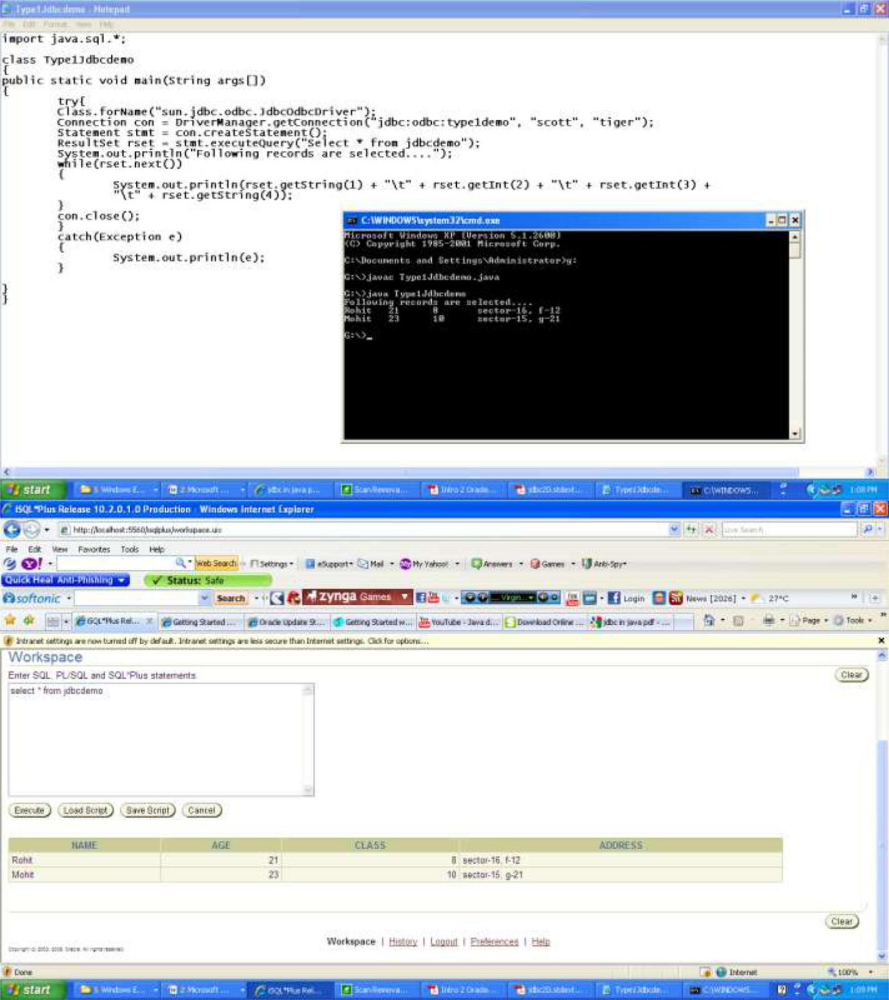 Type1Jdbcdemo - Notepad
File Edit Format View Help
import java.sql.*;
class Type1Jdbcdemo
{
public static void main(String args[])
{
try{
Class.forName("sun.jdbc.odbc.JdbcOdbcDriver");
Connection con = DriverManager.getConnection("jdbc:odbc:type1demo", "scott", "tiger");
Statement stmt = con.createStatement();
ResultSet rset = stmt.executeQuery("Select * from jdbcdemo");
System.out.println("Following records are selected....");
while(rset.next())
{
System.out.println(rset.getString(1) + "\t" + rset.getInt(2) + "\t" + rset.getInt(3) +
"\t" + rset.getString(4));
}
con.close();
}
catch(Exception e)
{
System.out.println(e);
}
}
}
C:\WINDOWS\system32\cmd.exe
Microsoft Windows XP [Version 5.1.2600]
(C) Copyright 1985-2001 Microsoft Corp.
C:\Documents and Settings\Administrator>g:
G:\>javac Type1Jdbcdemo.java
G:\>java Type1Jdbcdemo
Following records are selected....
Rohit 21 8 sector-16, f-12
Mohit 23 10 sector-15, g-21
G:\>_
start 5 Windows E... 2 Microsoft ... jdbc in java p... Scan Remova... Intro 2 Oracle... jdbc20.stdext... Type1Jdbcde... C:\WINDOWS... 1:08 PM
iSQL*Plus Release 10.2.0.1.0 Production - Windows Internet Explorer
http://localhost:5560/isqlplus/workspace.uix Live Search
File Edit View Favorites Tools Help
Web Search Settings eSupport Mail My Yahoo! Answers Games Anti-Spy
Quick Heal Anti-Phishing Status: Safe
softonic Search zynga Games Virgin... Login News [2026] 27°C
iSQL*Plus Rel... Getting Started ... Oracle Update St... Getting Started w... YouTube - Java d... Download Online ... jdbc in java pdf - ... Page Tools
Intranet settings are now turned off by default. Intranet settings are less secure than Internet settings. Click for options...
Workspace
Enter SQL, PL/SQL and SQL*Plus statements. Clear
select * from jdbcdemo
Execute Load Script Save Script Cancel
NAME AGE CLASS ADDRESS
Rohit 21 8 sector-16, f-12
Mohit 23 10 sector-15, g-21
Clear
Workspace | History | Logout | Preferences | Help
Copyright © 2003, 2005, Oracle. All rights reserved.
Done Internet 100%
start 5 Windows E... 2 Microsoft ... iSQL*Plus Rel... Scan Remova... Intro 2 Oracle... jdbc20.stdext... Type1Jdbcde... C:\WINDOWS... 1:09 PM